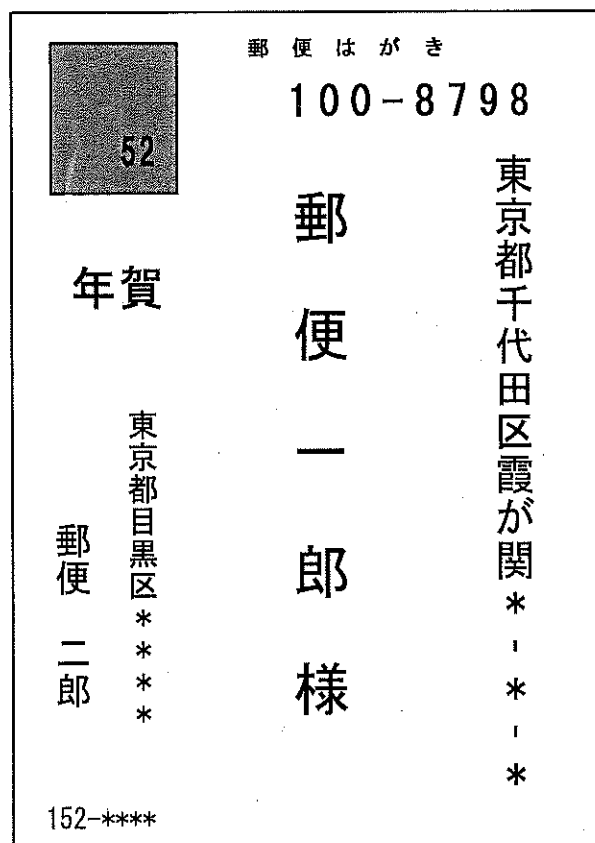 郵便はがき
100-8798
東京都千代田区霞が関*-*-*
郵便一郎様
52
年賀
東京都目黒区****
郵便 二郎
152-****